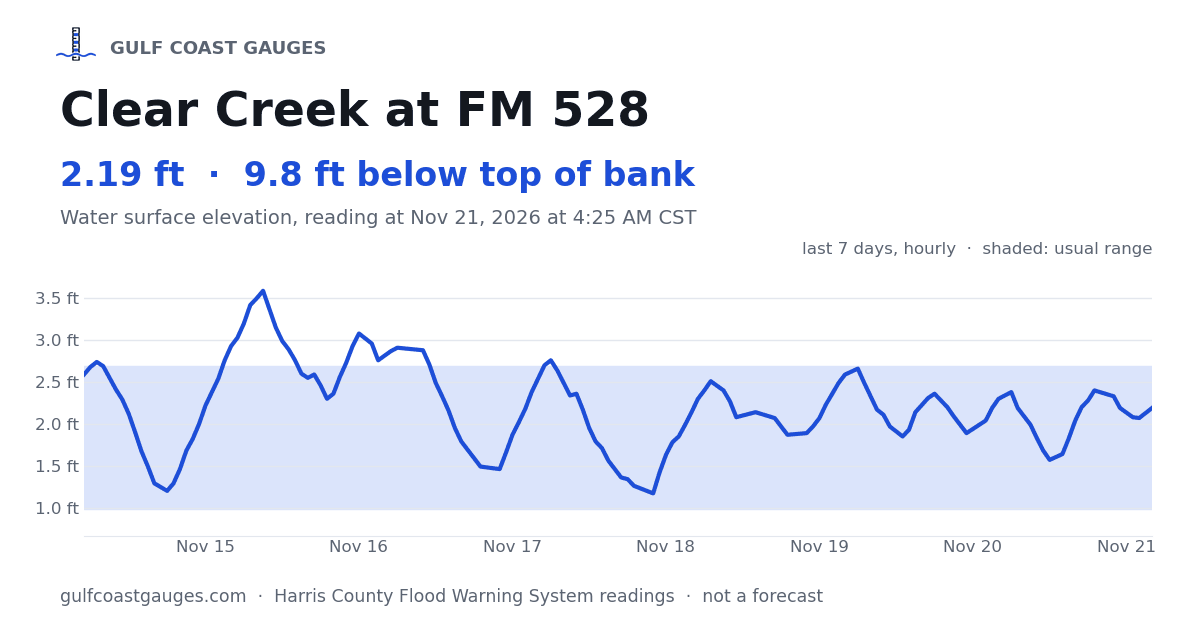 GULF COAST GAUGES
Clear Creek at FM 528
2.19 ft · 9.8 ft below top of bank
Water surface elevation, reading at Nov 21, 2026 at 4:25 AM CST
last 7 days, hourly · shaded: usual range
3.5 ft
3.0 ft
2.5 ft
2.0 ft
1.5 ft
1.0 ft
Nov 15 Nov 16 Nov 17 Nov 18 Nov 19 Nov 20 Nov 21
gulfcoastgauges.com · Harris County Flood Warning System readings · not a forecast